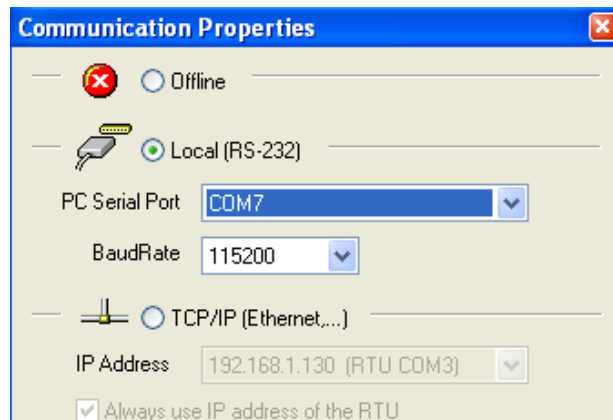 Communication Properties
Offline
Local (RS-232)
PC Serial Port COM7
BaudRate 115200
TCP/IP (Ethernet,...)
IP Address 192.168.1.130 (RTU COM3)
Always use IP address of the RTU